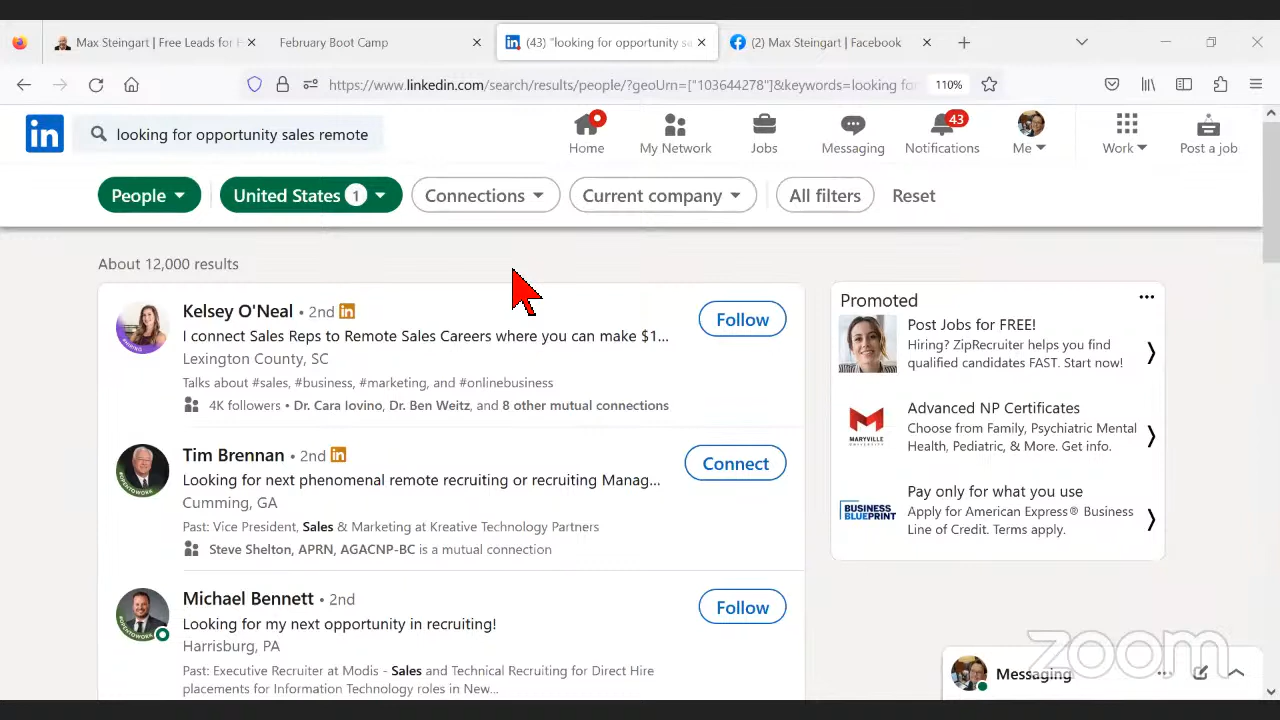 Max Steingart | Free Leads for H
February Boot Camp
(43) "looking for opportunity sa
(2) Max Steingart | Facebook
https://www.linkedin.com/search/results/people/?geoUrn=["103644278"]&keywords=looking for
110%
in
looking for opportunity sales remote
Home
My Network
Jobs
Messaging
43
Notifications
Me
Work
Post a job
People
United States 1
Connections
Current company
All filters
Reset
About 12,000 results
Kelsey O'Neal • 2nd in
I connect Sales Reps to Remote Sales Careers where you can make $1...
Lexington County, SC
Talks about #sales, #business, #marketing, and #onlinebusiness
4K followers • Dr. Cara Iovino, Dr. Ben Weitz, and 8 other mutual connections
Follow
Tim Brennan • 2nd in
Looking for next phenomenal remote recruiting or recruiting Manag...
Cumming, GA
Past: Vice President, Sales & Marketing at Kreative Technology Partners
Steve Shelton, APRN, AGACNP-BC is a mutual connection
Connect
Michael Bennett • 2nd
Looking for my next opportunity in recruiting!
Harrisburg, PA
Past: Executive Recruiter at Modis - Sales and Technical Recruiting for Direct Hire
placements for Information Technology roles in New...
Follow
Promoted
Post Jobs for FREE!
Hiring? ZipRecruiter helps you find
qualified candidates FAST. Start now!
MARYVILLE
Advanced NP Certificates
Choose from Family, Psychiatric Mental
Health, Pediatric, & More. Get info.
BUSINESS
BLUEPRINT
Pay only for what you use
Apply for American Express® Business
Line of Credit. Terms apply.
Messaging
zoom